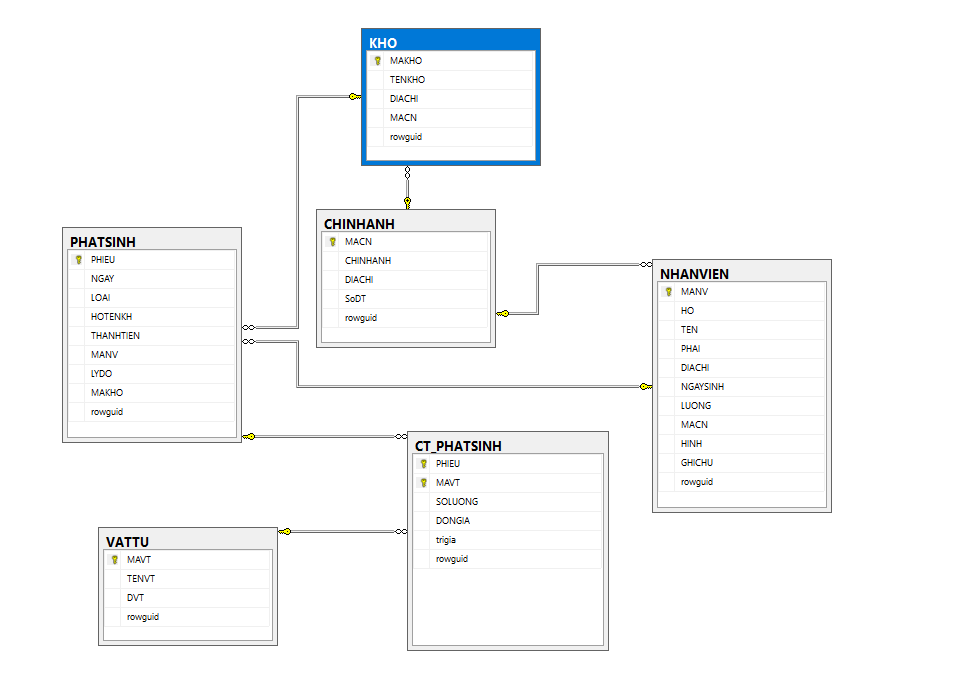 KHO
MAKHO
TENKHO
DIACHI
MACN
rowguid
CHINHANH
MACN
CHINHANH
DIACHI
SoDT
rowguid
PHATSINH
PHIEU
NGAY
LOAI
HOTENKH
THANHTIEN
MANV
LYDO
MAKHO
rowguid
NHANVIEN
MANV
HO
TEN
PHAI
DIACHI
NGAYSINH
LUONG
MACN
HINH
GHICHU
rowguid
CT_PHATSINH
PHIEU
MAVT
SOLUONG
DONGIA
trigia
rowguid
VATTU
MAVT
TENVT
DVT
rowguid